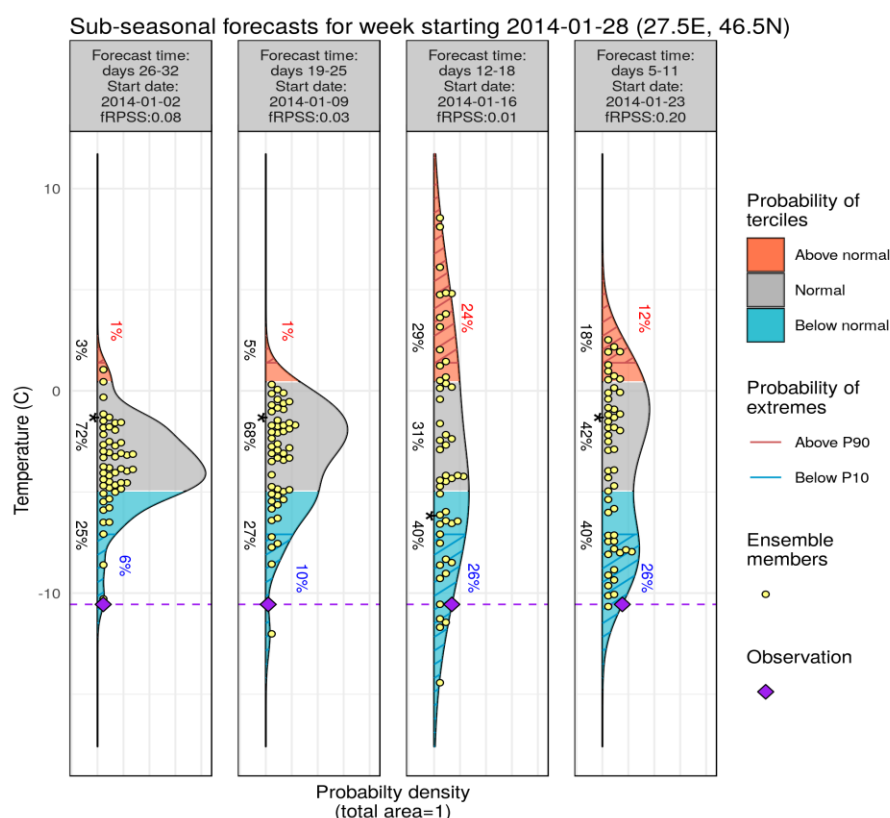 Sub-seasonal forecasts for week starting 2014-01-28 (27.5E, 46.5N)
Forecast time:
days 26-32
Start date:
2014-01-02
fRPSS:0.08
Forecast time:
days 19-25
Start date:
2014-01-09
fRPSS:0.03
Forecast time:
days 12-18
Start date:
2014-01-16
fRPSS:0.01
Forecast time:
days 5-11
Start date:
2014-01-23
fRPSS:0.20
Temperature (C)
10
0
-10
3%
1%
*
72%
25%
6%
5%
1%
*
68%
27%
10%
29%
24%
31%
*
40%
26%
18%
12%
*
42%
40%
26%
Probabilty density
(total area=1)
Probability of
terciles
Above normal
Normal
Below normal
Probability of
extremes
Above P90
Below P10
Ensemble
members
Observation